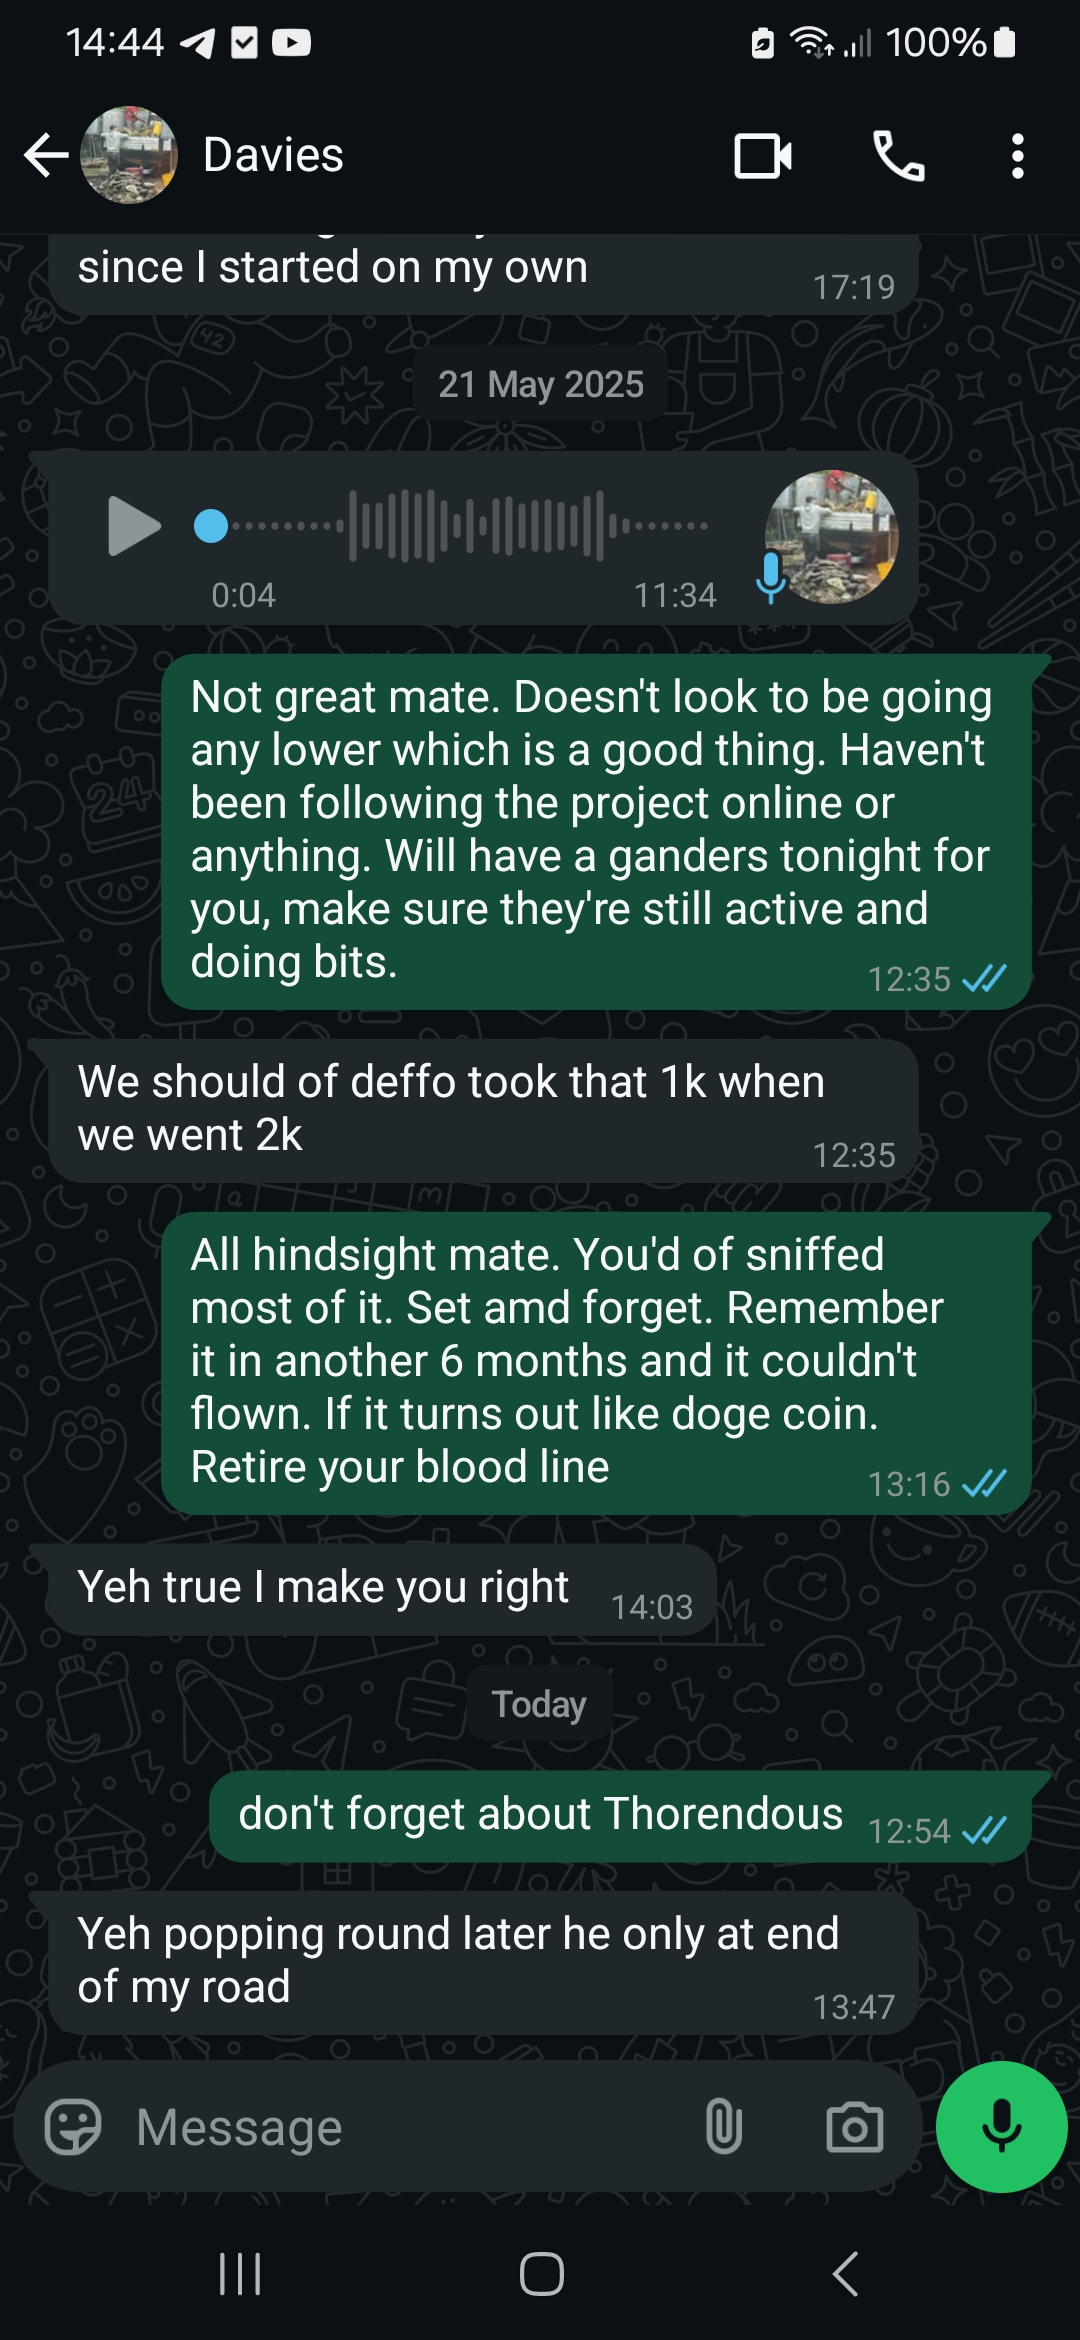 14:44
100%
Davies
since I started on my own
17:19
21 May 2025
0:04
11:34
Not great mate. Doesn't look to be going
any lower which is a good thing. Haven't
been following the project online or
anything. Will have a ganders tonight for
you, make sure they're still active and
doing bits.
12:35
We should of deffo took that 1k when
we went 2k
12:35
All hindsight mate. You'd of sniffed
most of it. Set amd forget. Remember
it in another 6 months and it couldn't
flown. If it turns out like doge coin.
Retire your blood line
13:16
Yeh true I make you right
14:03
Today
don't forget about Thorendous
12:54
Yeh popping round later he only at end
of my road
13:47
Message